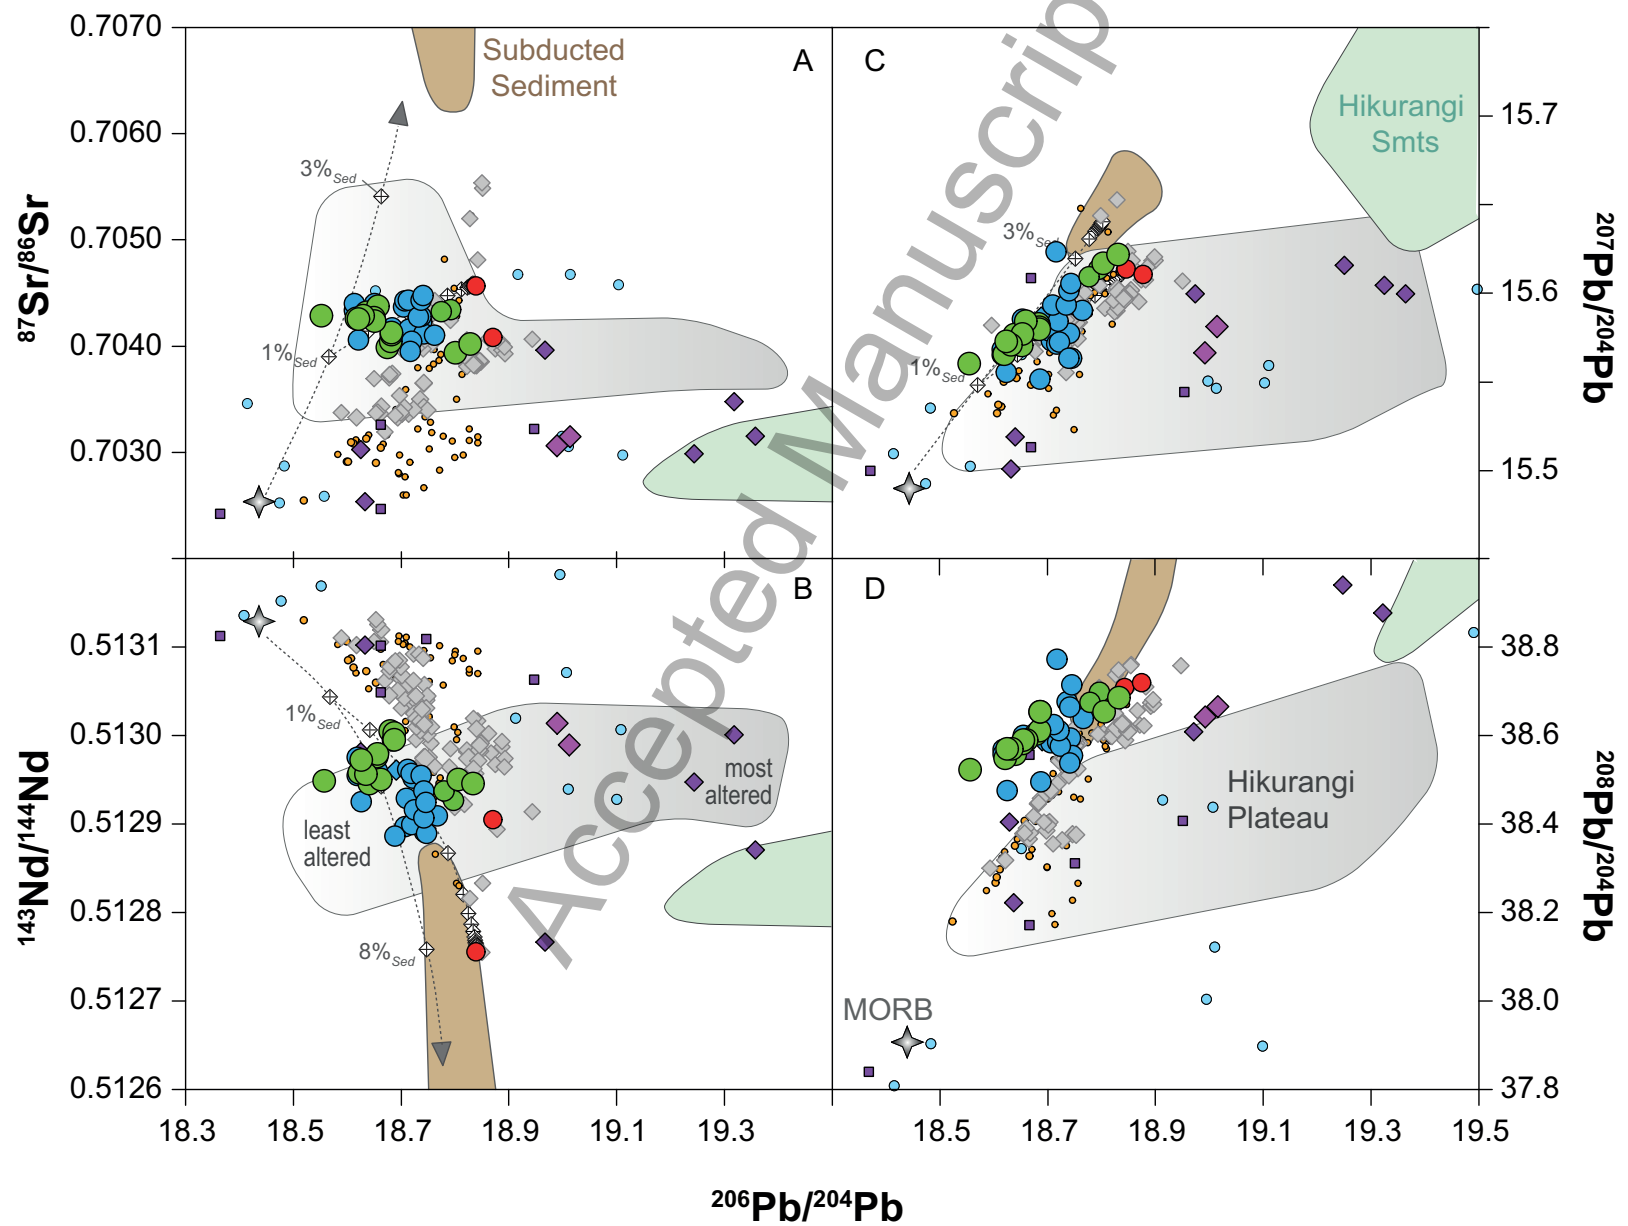 0.7070
0.7060
0.7050
0.7040
0.7030
87Sr/86Sr
Subducted
Sediment
A
3%Sed
1%Sed
C
Hikurangi
Smts
3%Sed
1%Sed
15.7
15.6
15.5
207Pb/204Pb
Accepted Manuscrip
0.5131
0.5130
0.5129
0.5128
0.5127
0.5126
143Nd/144Nd
B
1%Sed
least
altered
most
altered
8%Sed
D
Hikurangi
Plateau
MORB
38.8
38.6
38.4
38.2
38.0
37.8
208Pb/204Pb
18.3 18.5 18.7 18.9 19.1 19.3
18.5 18.7 18.9 19.1 19.3 19.5
206Pb/204Pb